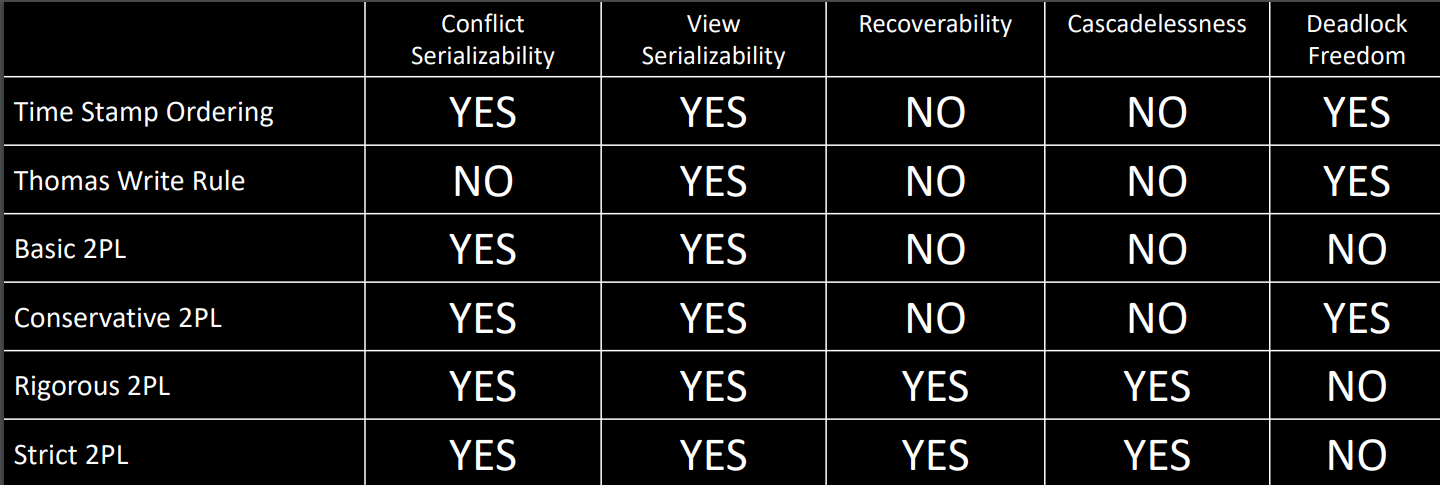 Conflict Serializability View Serializability Recoverability Cascadelessness Deadlock Freedom
Time Stamp Ordering YES YES NO NO YES
Thomas Write Rule NO YES NO NO YES
Basic 2PL YES YES NO NO NO
Conservative 2PL YES YES NO NO YES
Rigorous 2PL YES YES YES YES NO
Strict 2PL YES YES YES YES NO